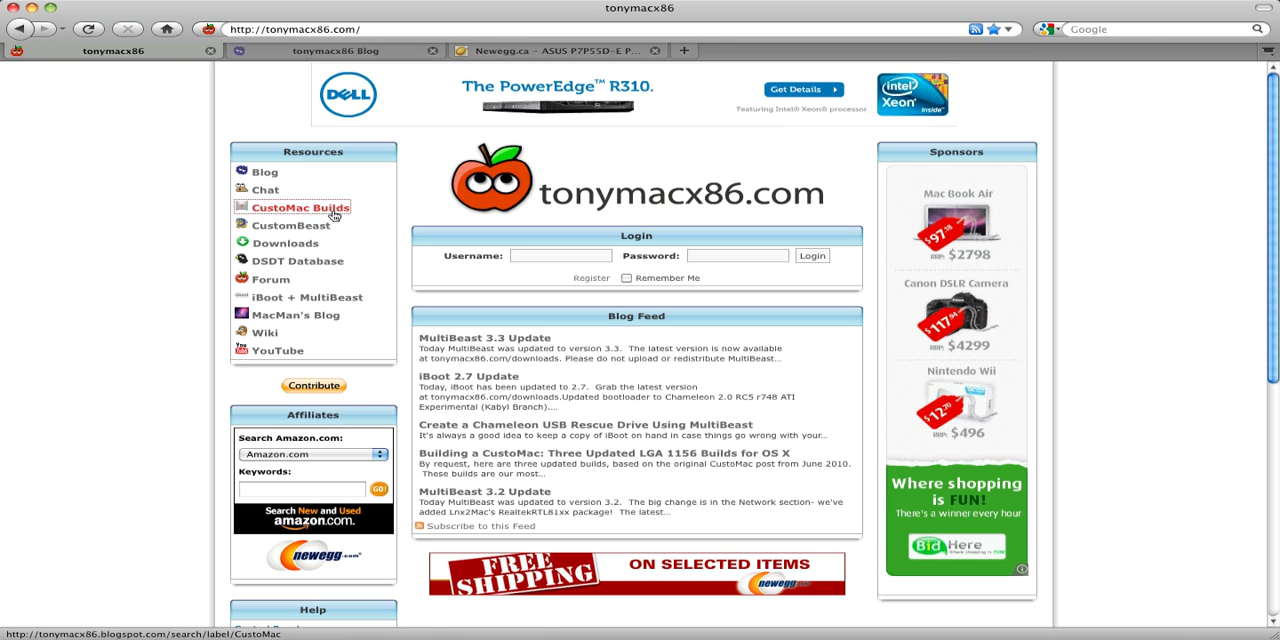 tonymacx86
http://tonymacx86.com/
Google
tonymacx86
tonymacx86 Blog
Newegg.ca - ASUS P7P55D-E P...
DELL
The PowerEdge™ R310.
Get Details
Featuring Intel® Xeon® processor
intel
Xeon®
inside™
Resources
Blog
Chat
CustoMac Builds
CustomBeast
Downloads
DSDT Database
Forum
iBoot + MultiBeast
MacMan's Blog
Wiki
YouTube
Contribute
Affiliates
Search Amazon.com:
Amazon.com
Keywords:
GO!
Search New and Used
amazon.com.
newegg.com
Help
tonymacx86.com
Login
Username:
Password:
Login
Register
Remember Me
Blog Feed
MultiBeast 3.3 Update
Today MultiBeast was updated to version 3.3. The latest version is now available
at tonymacx86.com/downloads. Please do not upload or redistribute MultiBeast...
iBoot 2.7 Update
Today, iBoot has been updated to 2.7. Grab the latest version
at tonymacx86.com/downloads.Updated bootloader to Chameleon 2.0 RC5 r748 ATI
Experimental (Kabyl Branch)....
Create a Chameleon USB Rescue Drive Using MultiBeast
It's always a good idea to keep a copy of iBoot on hand in case things go wrong with your...
Building a CustoMac: Three Updated LGA 1156 Builds for OS X
By request, here are three updated builds, based on the original CustoMac post from June 2010.
These builds are our most...
MultiBeast 3.2 Update
Today MultiBeast was updated to version 3.2. The big change is in the Network section- we've
added Lnx2Mac's RealtekRTL81xx package! The latest...
Subscribe to this Feed
FREE SHIPPING
ON SELECTED ITEMS
newegg.com
Sponsors
Mac Book Air
$97.18
RRP: $2798
Canon DSLR Camera
$117.94
RRP: $4299
Nintendo Wii
$12.70
RRP: $496
Where shopping
is FUN!
There's a winner every hour
Bid Here
http://tonymacx86.blogspot.com/search/label/CustoMac